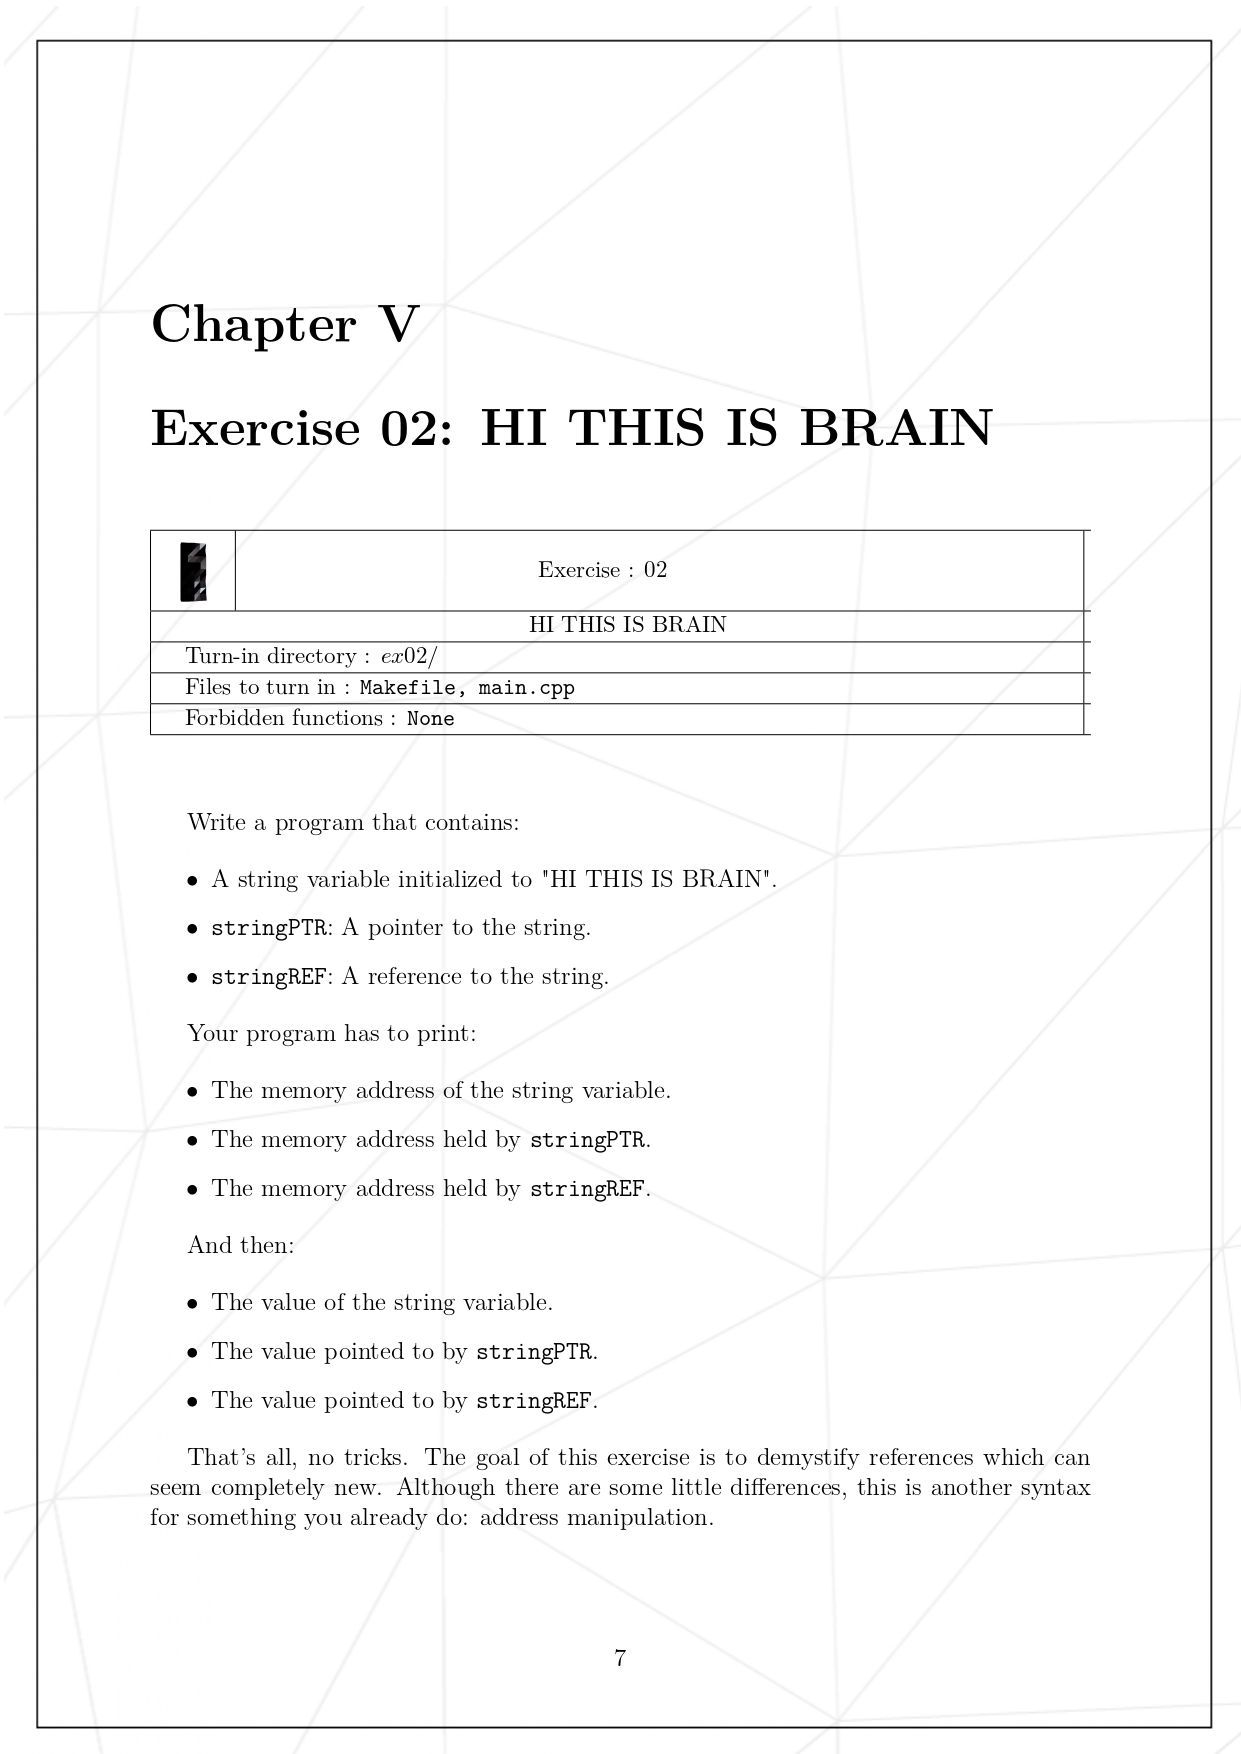 Chapter V
Exercise 02: HI THIS IS BRAIN
Exercise : 02
HI THIS IS BRAIN
Turn-in directory : ex02/
Files to turn in : Makefile, main.cpp
Forbidden functions : None
Write a program that contains:
• A string variable initialized to "HI THIS IS BRAIN".
• stringPTR: A pointer to the string.
• stringREF: A reference to the string.
Your program has to print:
• The memory address of the string variable.
• The memory address held by stringPTR.
• The memory address held by stringREF.
And then:
• The value of the string variable.
• The value pointed to by stringPTR.
• The value pointed to by stringREF.
That's all, no tricks. The goal of this exercise is to demystify references which can
seem completely new. Although there are some little differences, this is another syntax
for something you already do: address manipulation.
7